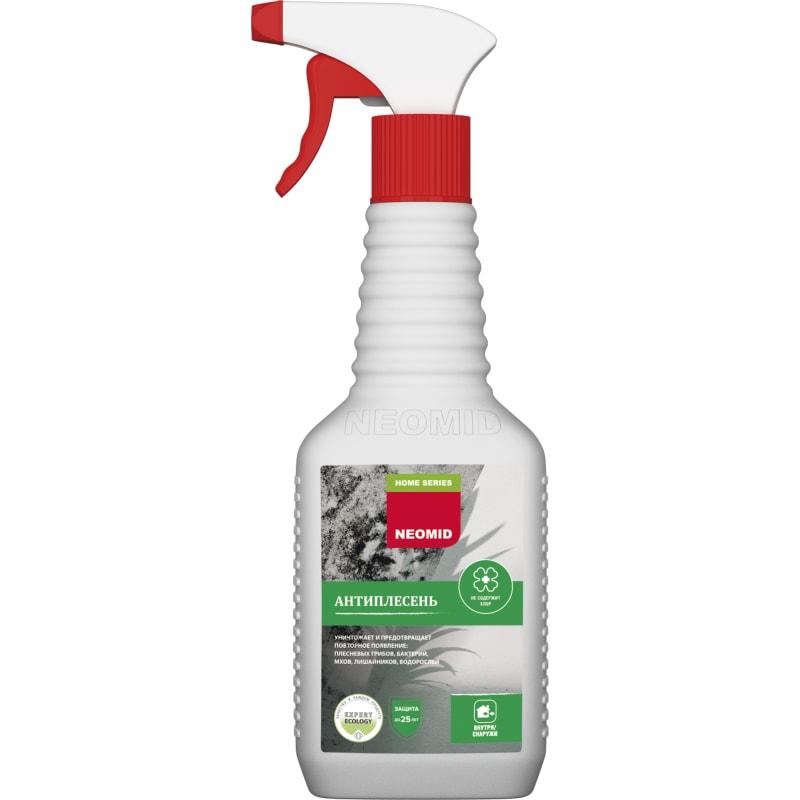 NEOMID
HOME SERIES
NEOMID
АНТИПЛЕСЕНЬ
НЕ СОДЕРЖИТ
ХЛОР
УНИЧТОЖАЕТ И ПРЕДОТВРАЩАЕТ
ПОВТОРНОЕ ПОЯВЛЕНИЕ:
ПЛЕСНЕВЫХ ГРИБОВ, БАКТЕРИЙ,
МХОВ, ЛИШАЙНИКОВ, ВОДОРОСЛЕЙ
EXPERT
ECOLOGY
ЗАЩИТА
ДО 25 ЛЕТ
ВНУТРИ/
СНАРУЖИ